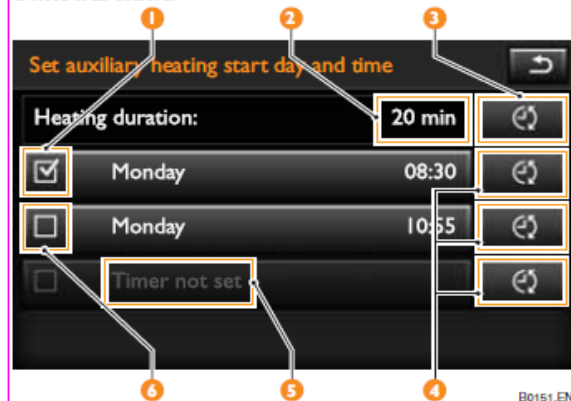 1 2 3
Set auxiliary heating start day and time
Heating duration: 20 min
Monday 08:30
Monday 10:55
Timer not set
6 5 4
B0151.EN